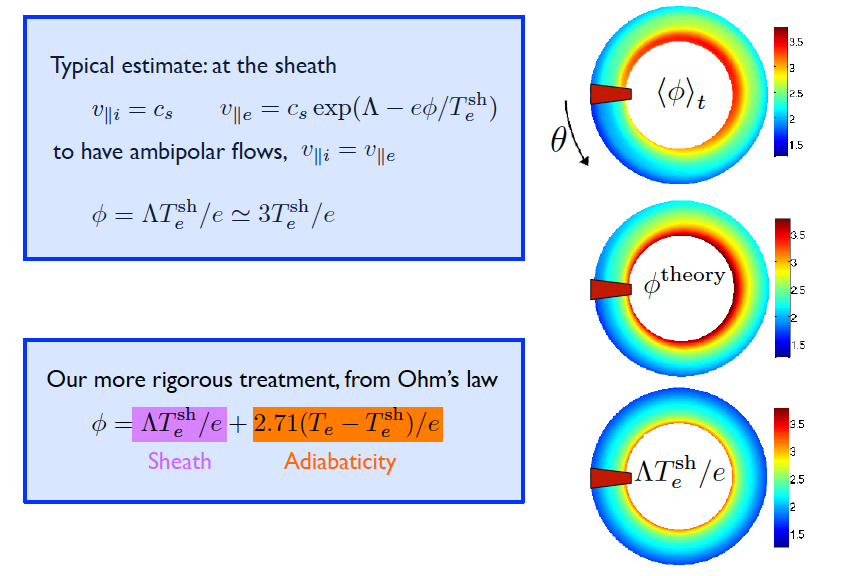 Typical estimate: at the sheath
v∥i = cs   v∥e = cs exp(Λ − eϕ/Te^sh)
to have ambipolar flows, v∥i = v∥e
ϕ = ΛTe^sh/e ≃ 3Te^sh/e
Our more rigorous treatment, from Ohm's law
ϕ = ΛTe^sh/e + 2.71(Te − Te^sh)/e
Sheath   Adiabaticity
⟨ϕ⟩t
θ
3.5
3
2.5
2
1.5
ϕ^theory
3.5
3
2.5
2
1.5
ΛTe^sh/e
3.5
3
2.5
2
1.5